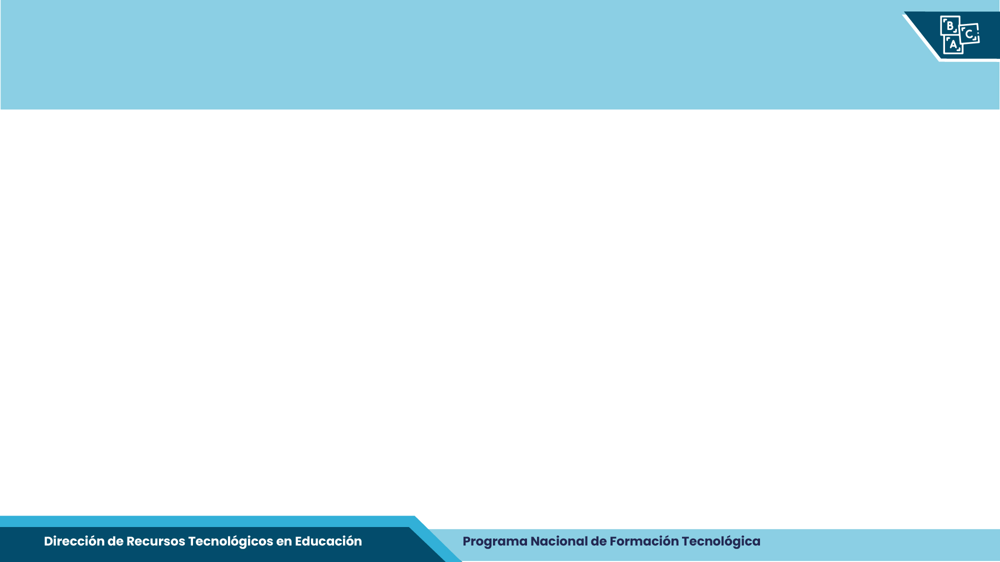 B
C
A
Dirección de Recursos Tecnológicos en Educación
Programa Nacional de Formación Tecnológica